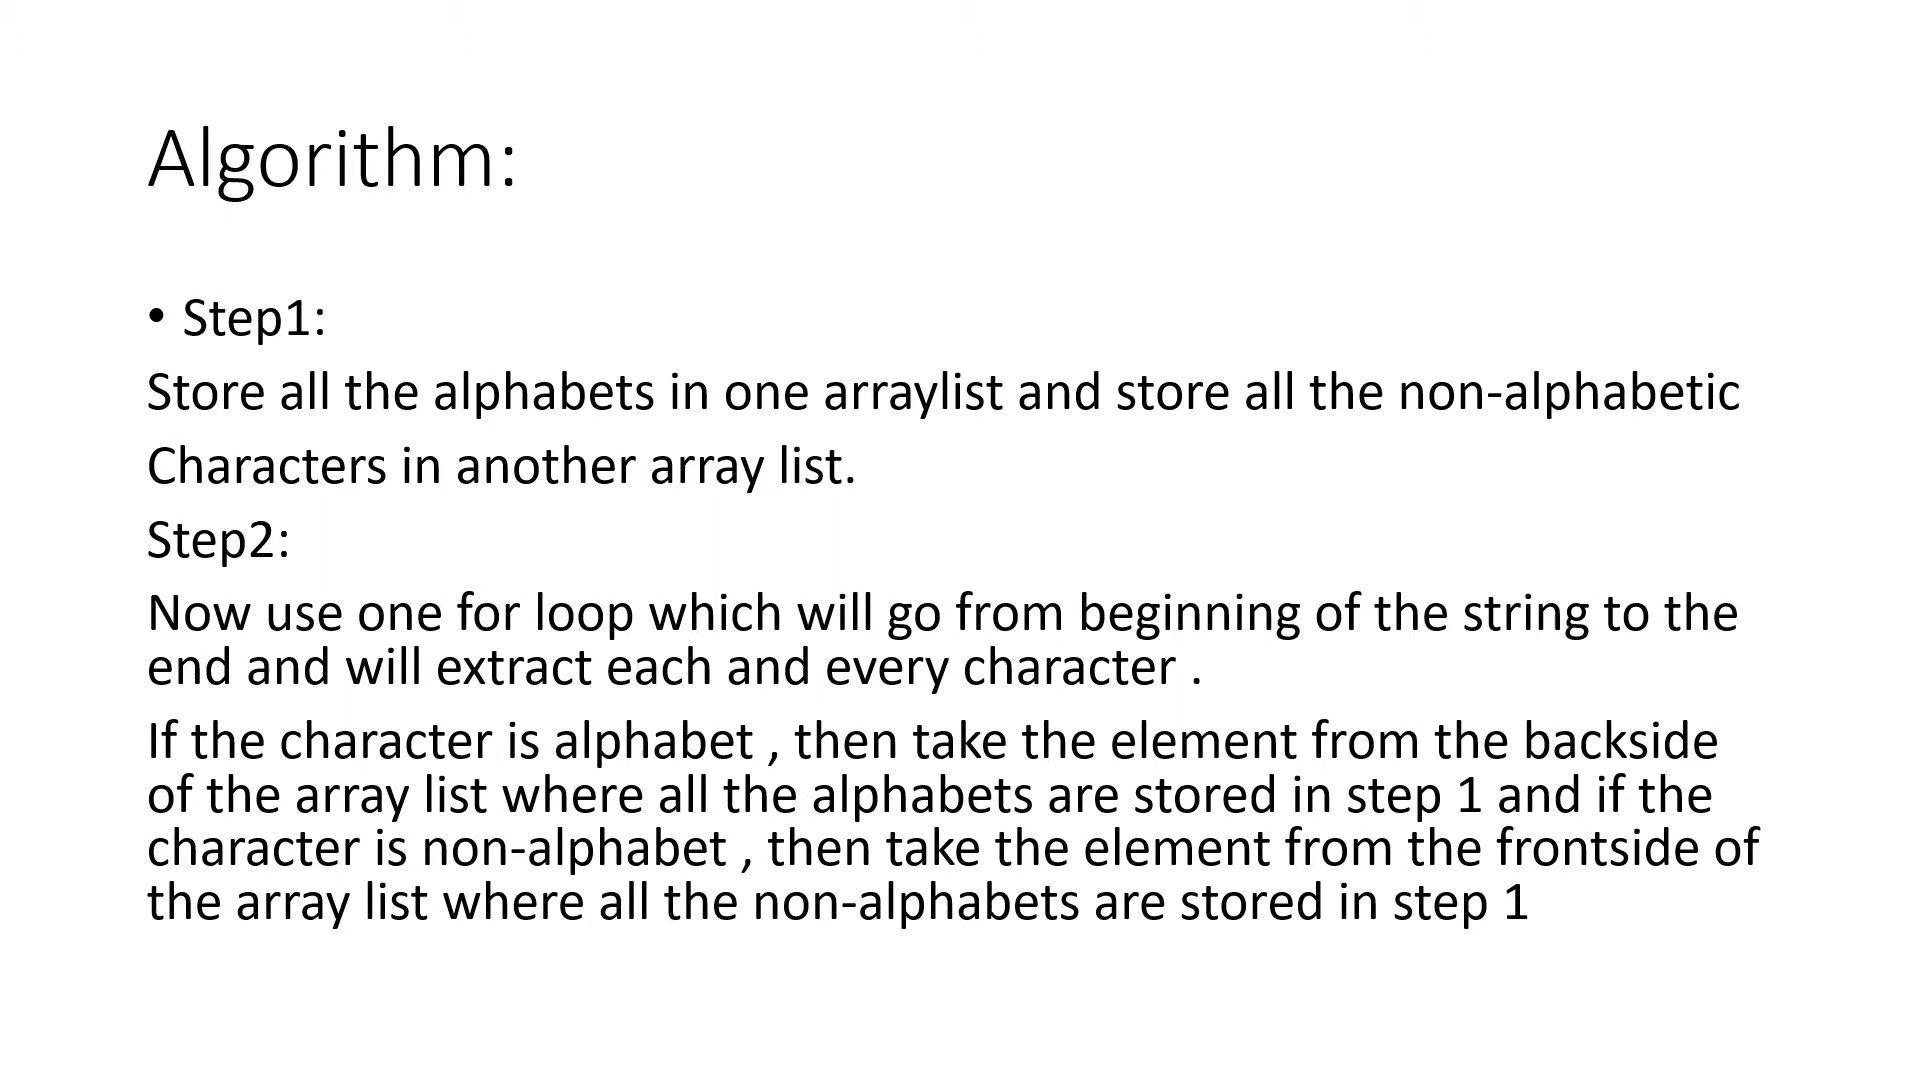 Algorithm:
• Step1:
Store all the alphabets in one arraylist and store all the non-alphabetic
Characters in another array list.
Step2:
Now use one for loop which will go from beginning of the string to the
end and will extract each and every character .
If the character is alphabet , then take the element from the backside
of the array list where all the alphabets are stored in step 1 and if the
character is non-alphabet , then take the element from the frontside of
the array list where all the non-alphabets are stored in step 1